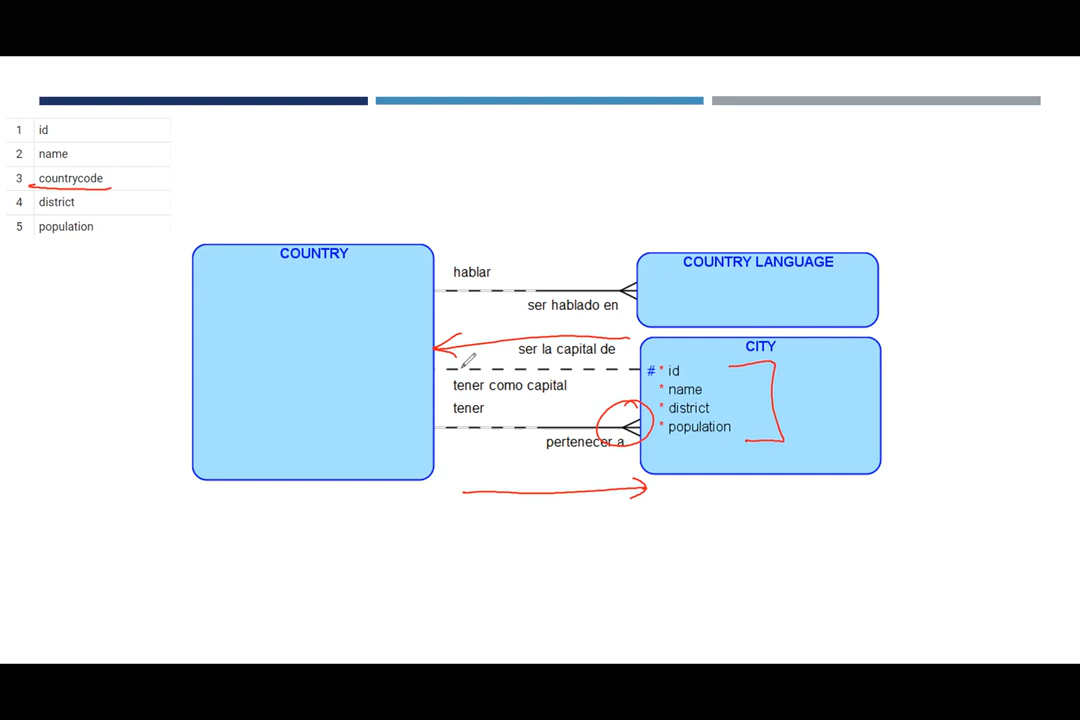 1 id
2 name
3 countrycode
4 district
5 population
COUNTRY
hablar
ser hablado en
COUNTRY LANGUAGE
ser la capital de
tener como capital
tener
pertenecer a
CITY
# * id
* name
* district
* population